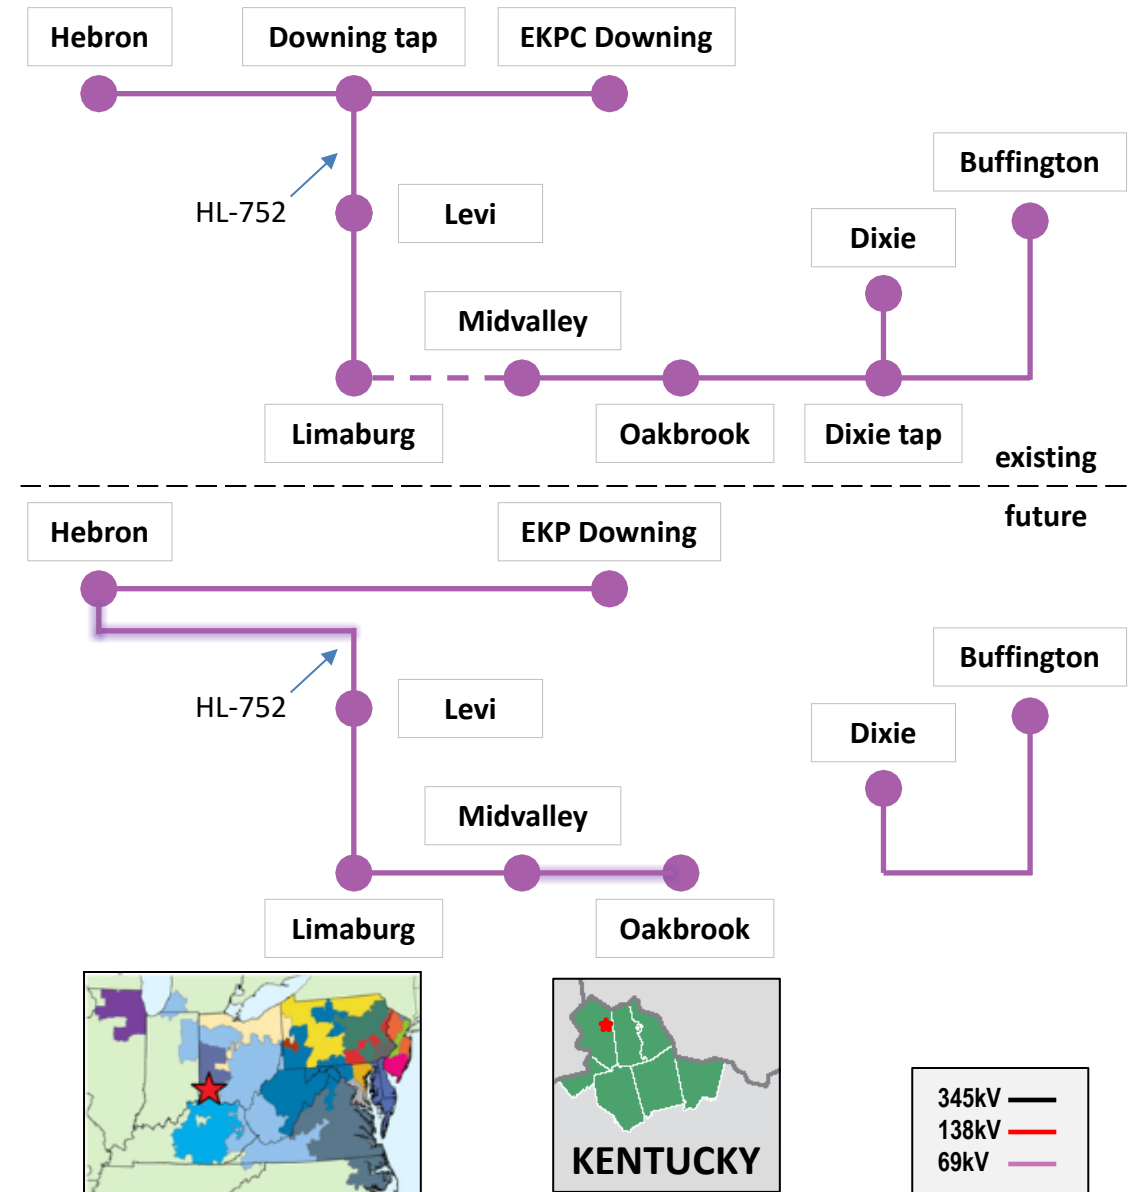 Hebron
Downing tap
EKPC Downing
Buffington
HL-752
Levi
Dixie
Midvalley
Limaburg
Oakbrook
Dixie tap
existing
future
Hebron
EKP Downing
Buffington
HL-752
Levi
Dixie
Midvalley
Limaburg
Oakbrook
KENTUCKY
345kV
138kV
69kV